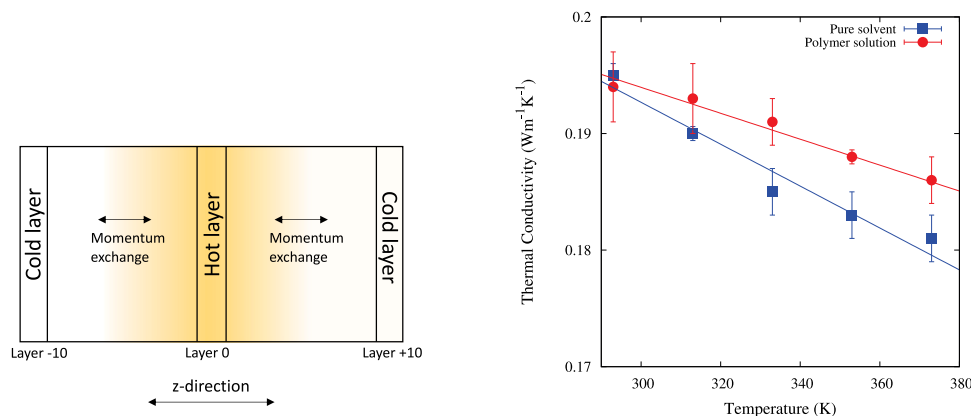 Cold layer
Momentum
exchange
Hot layer
Momentum
exchange
Cold layer
Layer -10
Layer 0
Layer +10
z-direction
Thermal Conductivity (Wm⁻¹K⁻¹)
0.2
0.19
0.18
0.17
Pure solvent
Polymer solution
300 320 340 360 380
Temperature (K)